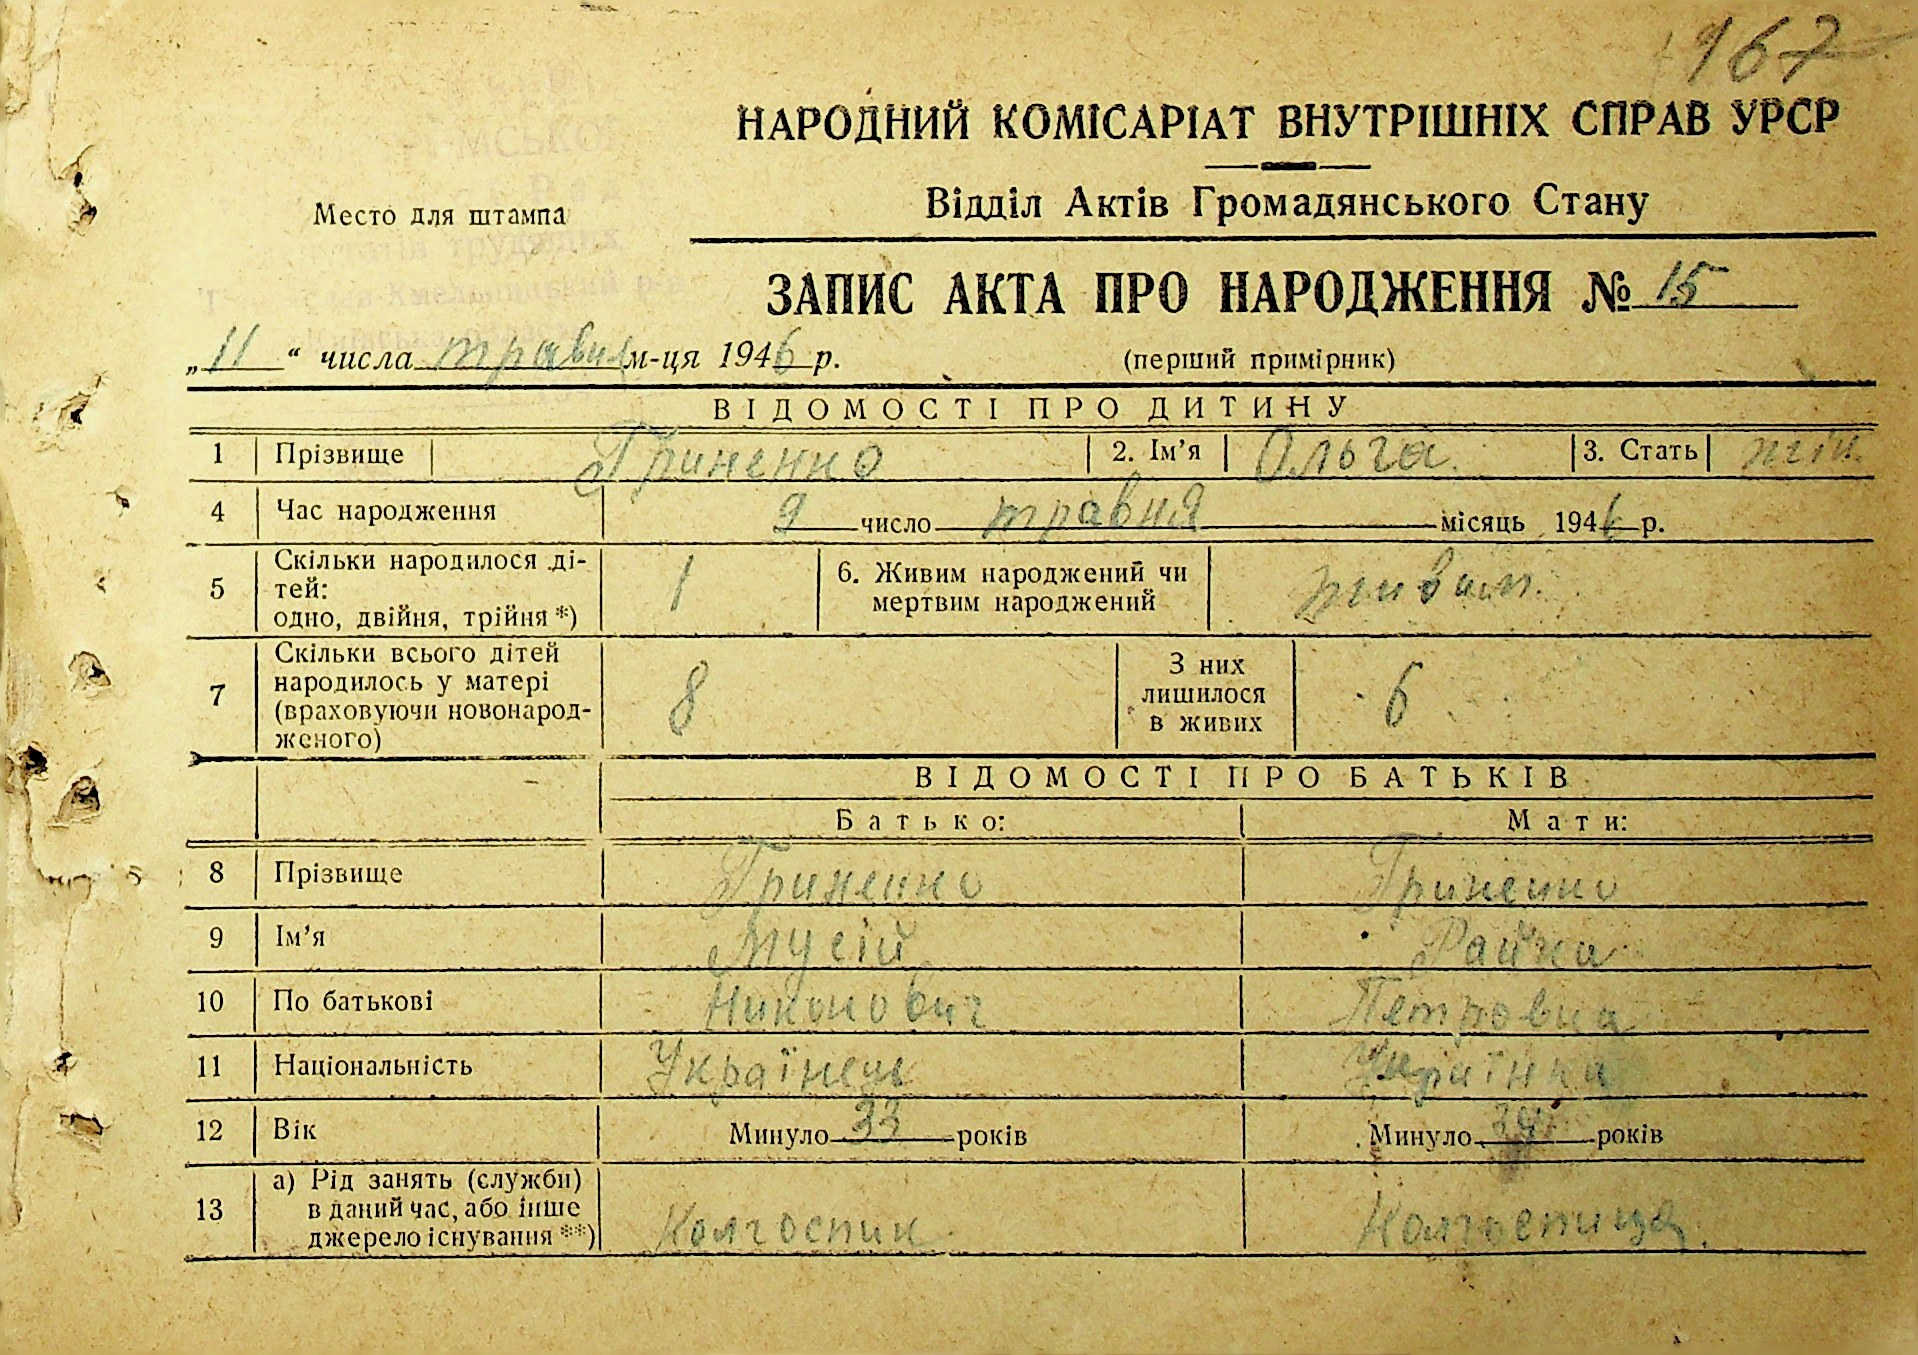 167
НАРОДНИЙ КОМІСАРІАТ ВНУТРІШНІХ СПРАВ УРСР
Место для штампа
Відділ Актів Громадянського Стану
ЗАПИС АКТА ПРО НАРОДЖЕННЯ № 15
„ 11 “ числа травня м-ця 1946 р. (перший примірник)
ВІДОМОСТІ ПРО ДИТИНУ
1 Прізвище Гриненко 2. Ім'я Ольга 3. Стать жін.
4 Час народження 9 число травня місяць 1946 р.
5 Скільки народилося ді-
тей:
одно, двійня, трійня *) 1 6. Живим народжений чи
мертвим народжений живим.
7 Скільки всього дітей
народилось у матері
(враховуючи новонарод-
женого) 8 З них
лишилося
в живих 6
ВІДОМОСТІ ПРО БАТЬКІВ
Батько: Мати:
8 Прізвище Гриненко Гриненко
9 Ім'я Мусій
10 По батькові Никонович Петровна
11 Національність Українець Українка
12 Вік Минуло 33 років Минуло років
13 а) Рід занять (служби)
в даний час, або інше
джерело існування **) Колгоспник Колгоспниця.